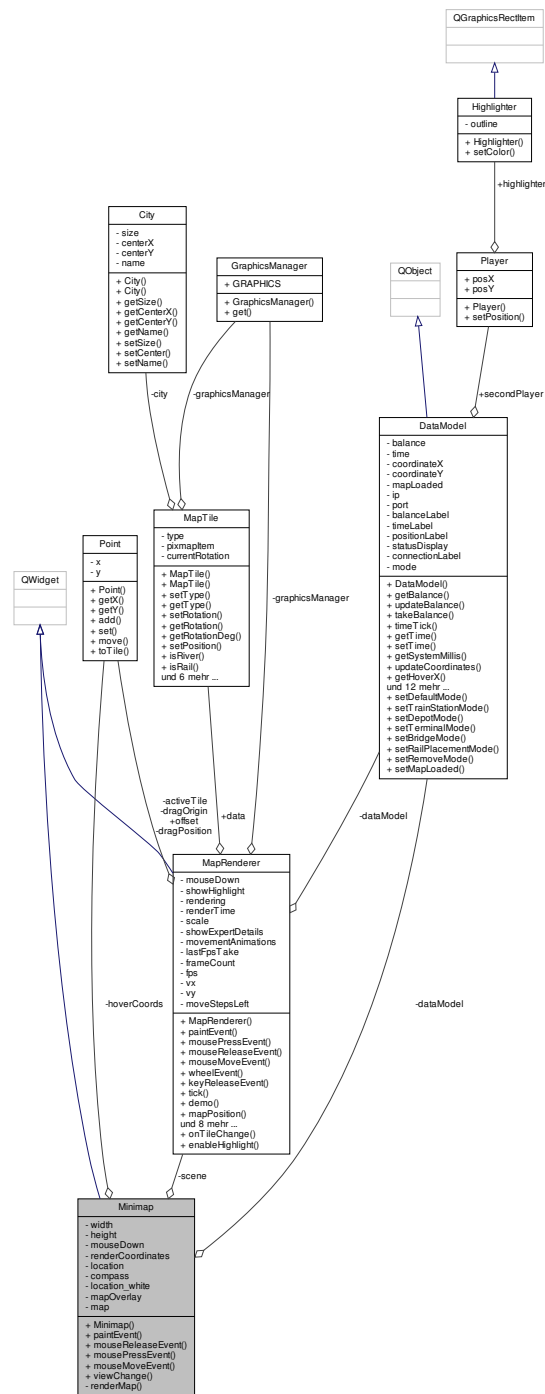 QGraphicsRectItem
Highlighter
- outline
+ Highlighter()
+ setColor()
+highlighter
City
- size
- centerX
- centerY
- name
+ City()
+ City()
+ getSize()
+ getCenterX()
+ getCenterY()
+ getName()
+ setSize()
+ setCenter()
+ setName()
GraphicsManager
+ GRAPHICS
+ GraphicsManager()
+ get()
QObject
Player
+ posX
+ posY
+ Player()
+ setPosition()
-city
-graphicsManager
+secondPlayer
DataModel
- balance
- time
- coordinateX
- coordinateY
- mapLoaded
- ip
- port
- balanceLabel
- timeLabel
- positionLabel
- statusDisplay
- connectionLabel
- mode
+ DataModel()
+ getBalance()
+ updateBalance()
+ takeBalance()
+ timeTick()
+ getTime()
+ setTime()
+ getSystemMillis()
+ updateCoordinates()
+ getHoverX()
und 12 mehr ...
+ setDefaultMode()
+ setTrainStationMode()
+ setDepotMode()
+ setTerminalMode()
+ setBridgeMode()
+ setRailPlacementMode()
+ setRemoveMode()
+ setMapLoaded()
MapTile
- type
- pixmapItem
- currentRotation
+ MapTile()
+ MapTile()
+ setType()
+ getType()
+ setRotation()
+ getRotation()
+ getRotationDeg()
+ setPosition()
+ isRiver()
+ isRail()
und 6 mehr ...
Point
- x
- y
+ Point()
+ getX()
+ getY()
+ add()
+ set()
+ move()
+ toTile()
QWidget
-graphicsManager
-activeTile
-dragOrigin
+offset
-dragPosition
+data
-dataModel
MapRenderer
- mouseDown
- showHighlight
- rendering
- renderTime
- scale
- showExpertDetails
- movementAnimations
- lastFpsTake
- frameCount
- fps
- vx
- vy
- moveStepsLeft
+ MapRenderer()
+ paintEvent()
+ mousePressEvent()
+ mouseReleaseEvent()
+ mouseMoveEvent()
+ wheelEvent()
+ keyReleaseEvent()
+ tick()
+ demo()
+ mapPosition()
und 8 mehr ...
+ onTileChange()
+ enableHighlight()
-hoverCoords
-dataModel
-scene
Minimap
- width
- height
- mouseDown
- renderCoordinates
- location
- compass
- location_white
- mapOverlay
- map
+ Minimap()
+ paintEvent()
+ mouseReleaseEvent()
+ mousePressEvent()
+ mouseMoveEvent()
+ viewChange()
- renderMap()